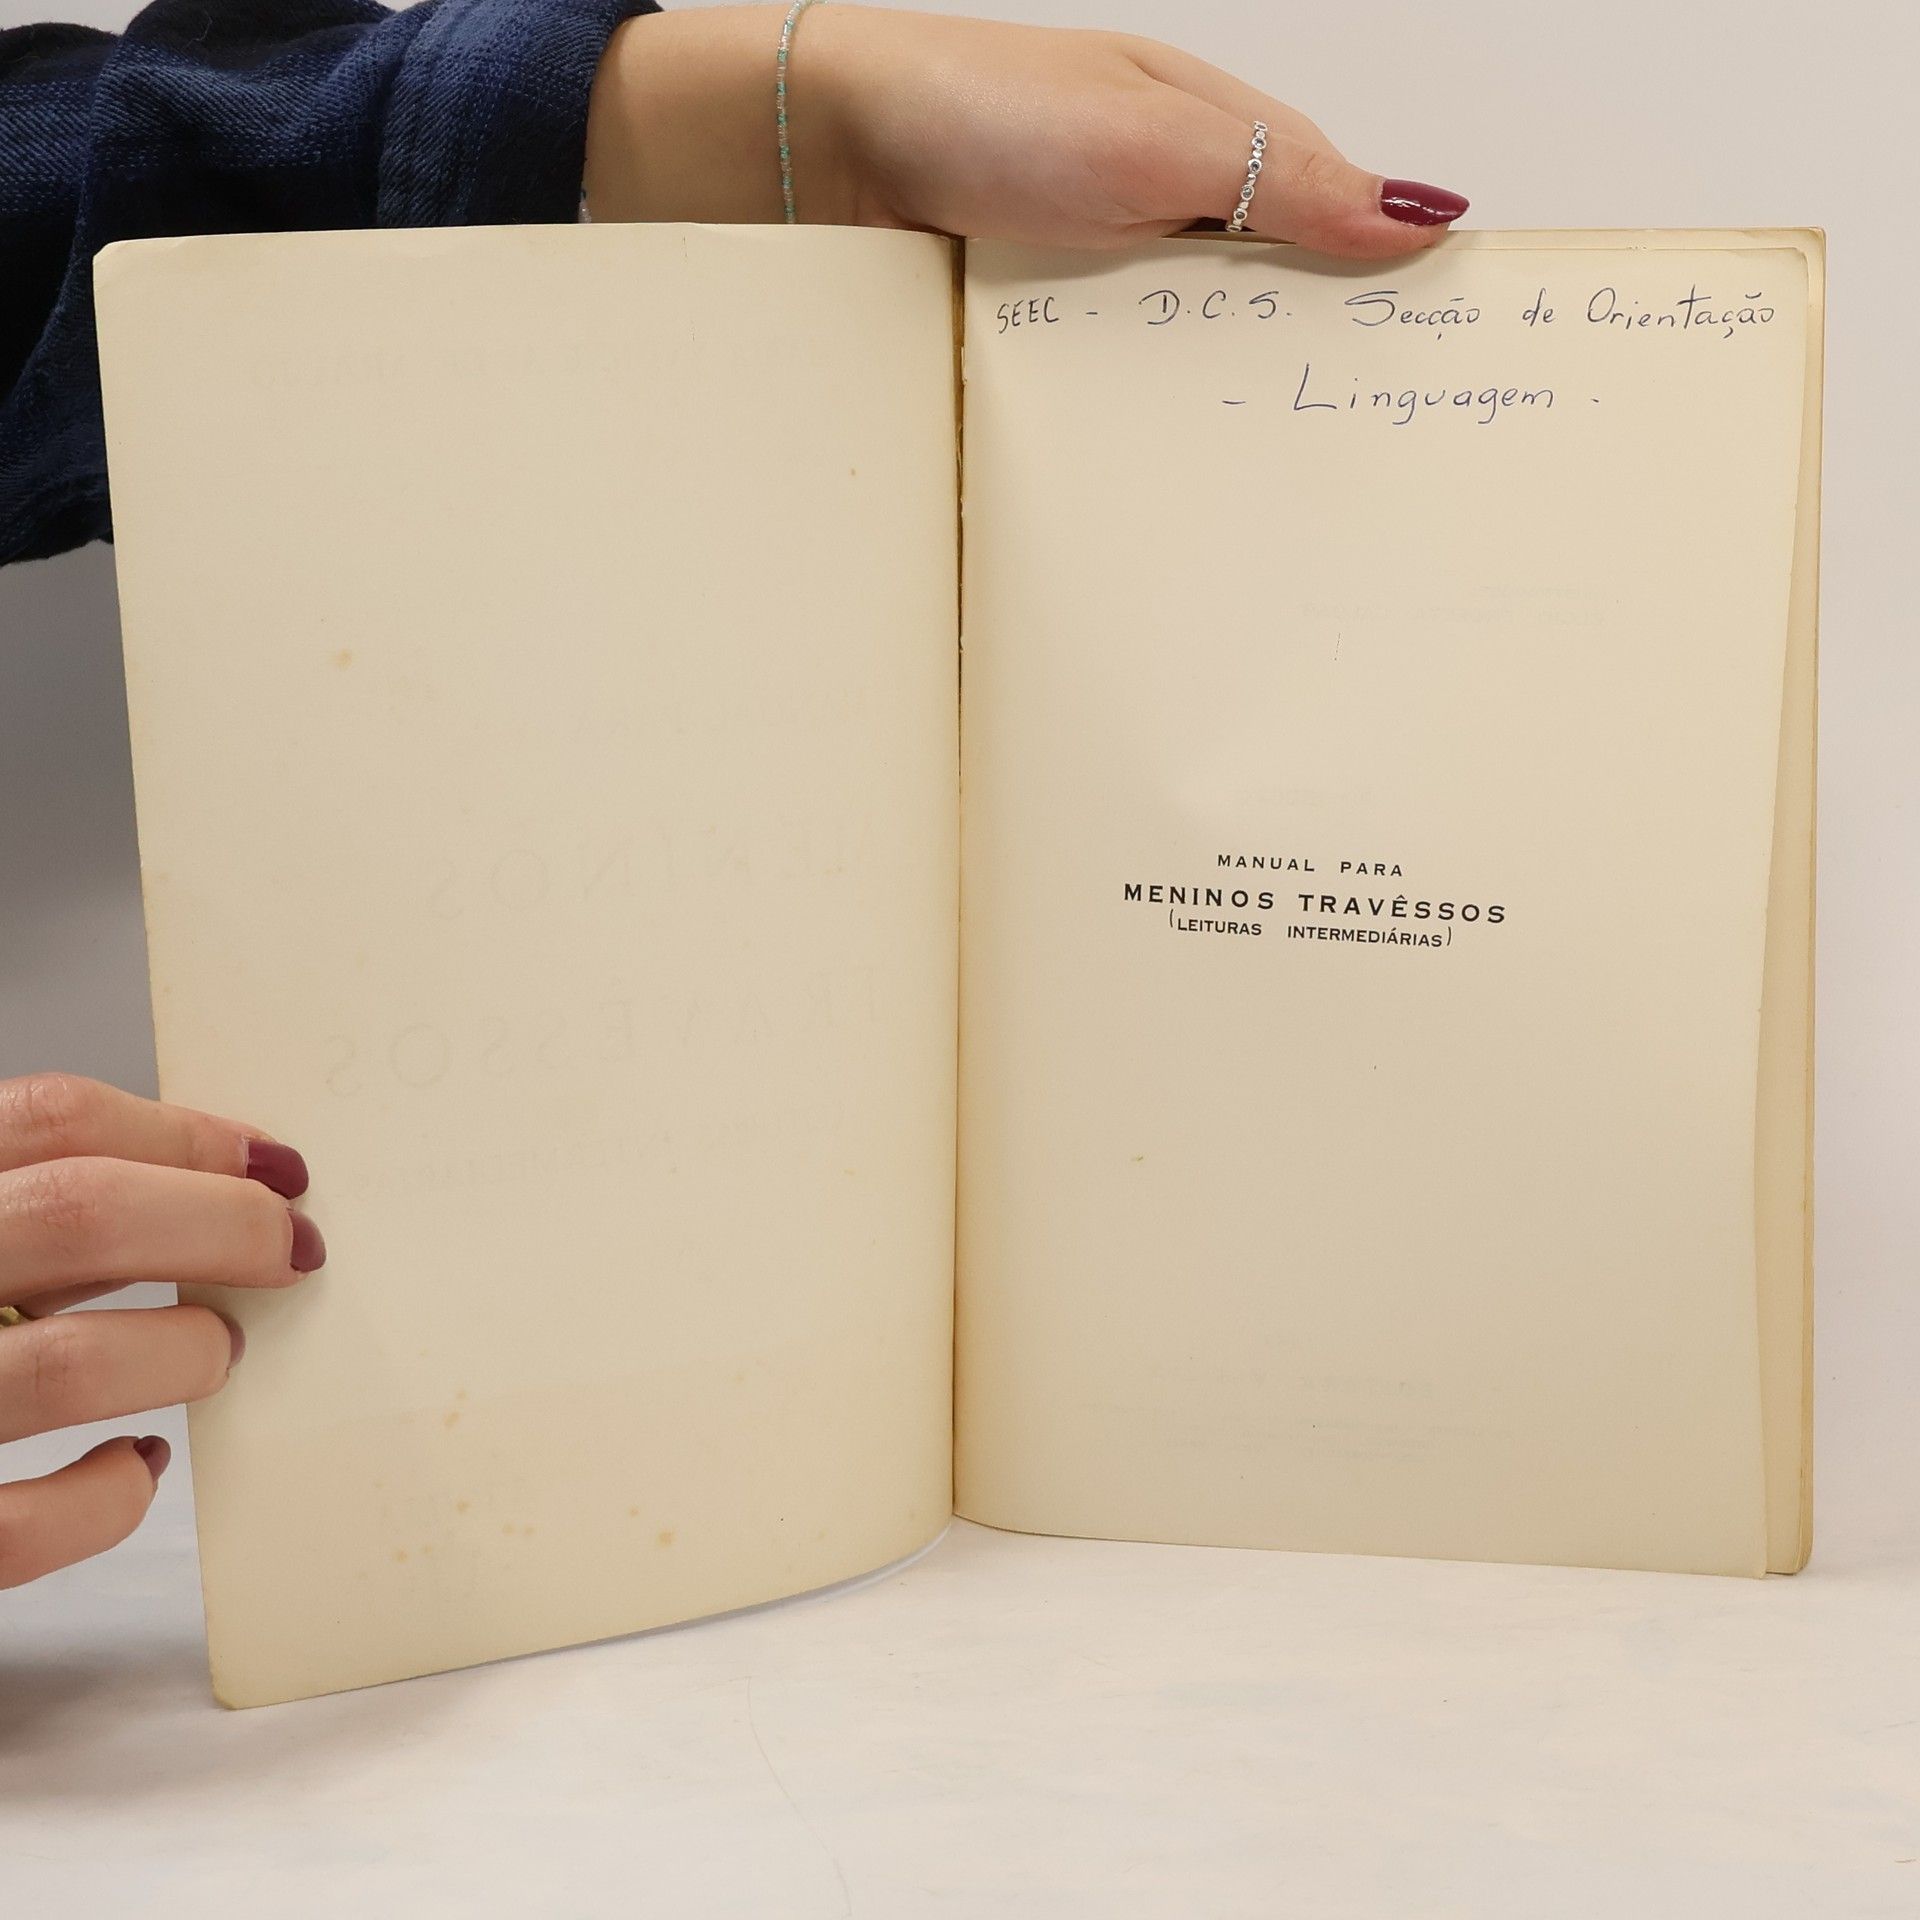 SEEC - D.C.S. Secção de Orientação
- Linguagem -
MANUAL PARA
MENINOS TRAVÊSSOS
(LEITURAS INTERMEDIÁRIAS)